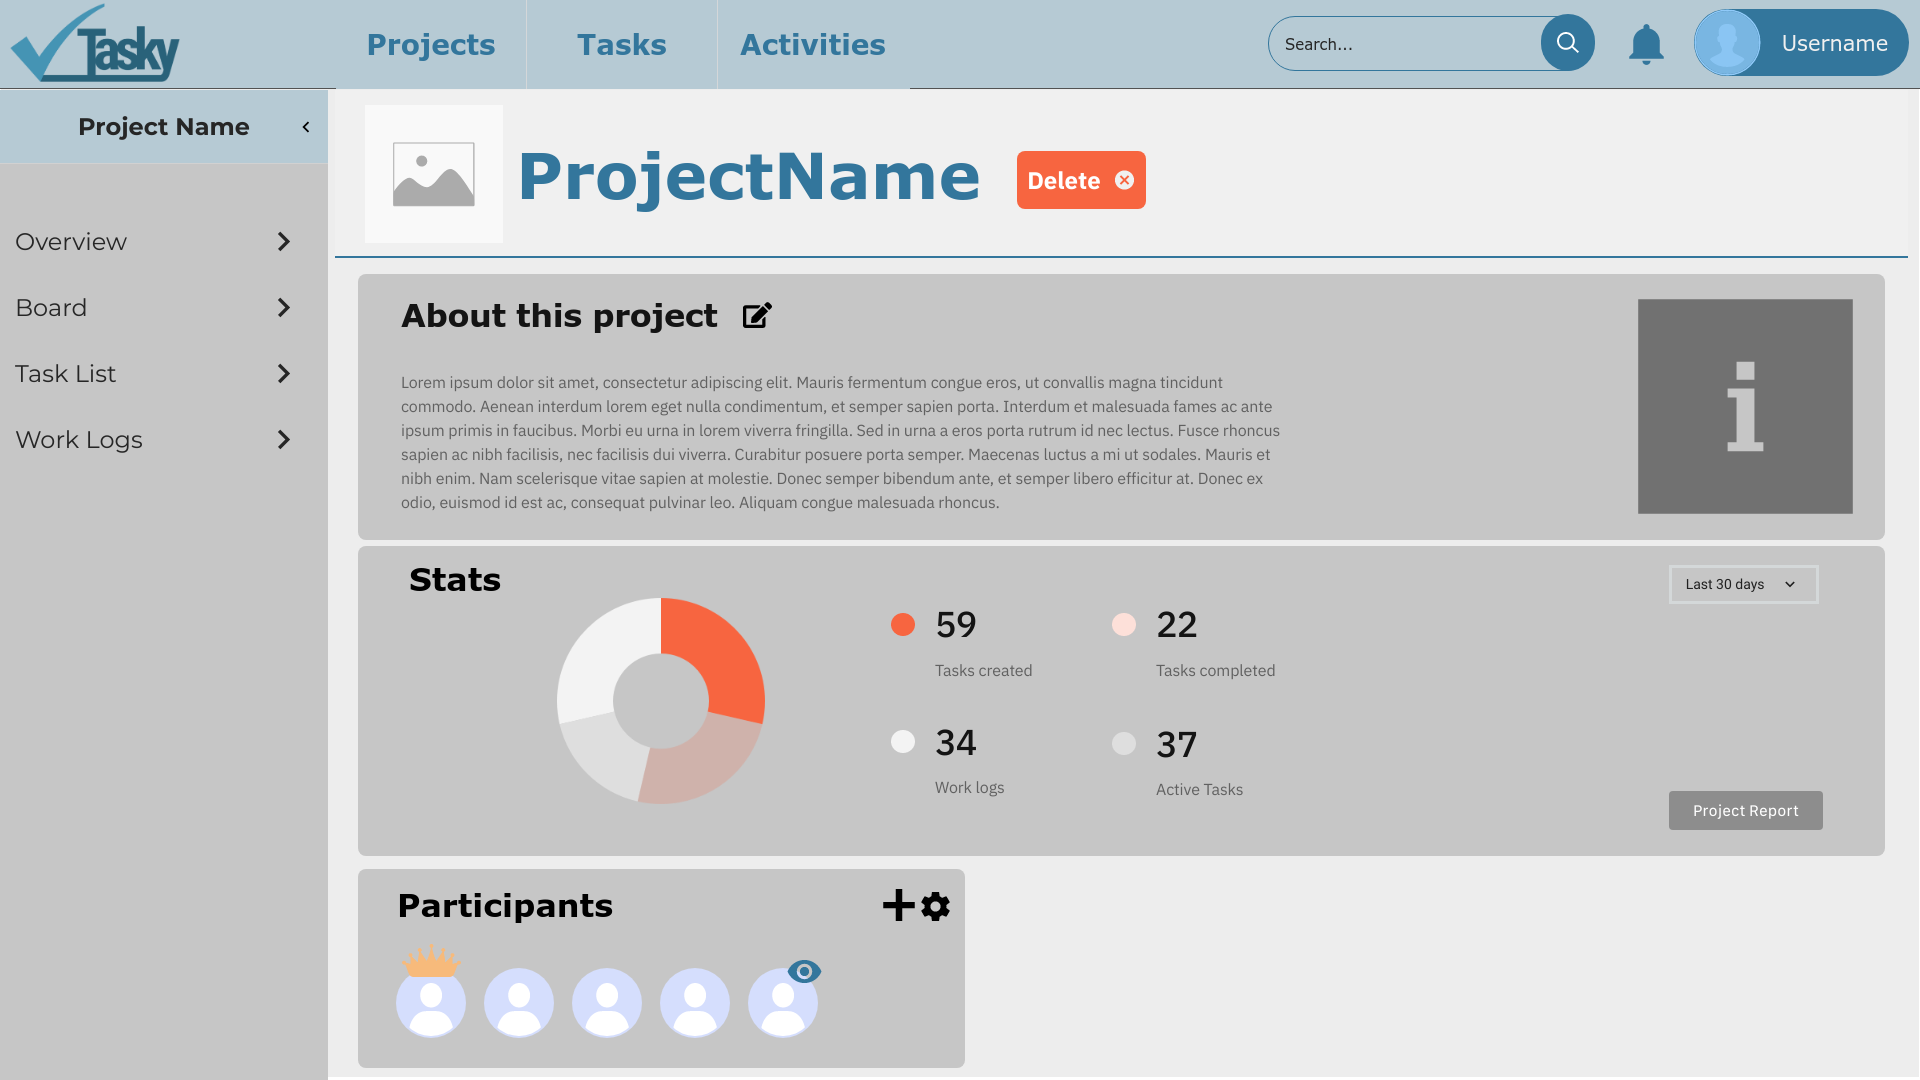 Tasky
Projects
Tasks
Activities
Search...
Username
Project Name
ProjectName
Delete
Overview
Board
Task List
Work Logs
About this project
Lorem ipsum dolor sit amet, consectetur adipiscing elit. Mauris fermentum congue eros, ut convallis magna tincidunt
commodo. Aenean interdum lorem eget nulla condimentum, et semper sapien porta. Interdum et malesuada fames ac ante
ipsum primis in faucibus. Morbi eu urna in lorem viverra fringilla. Sed in urna a eros porta rutrum id nec lectus. Fusce rhoncus
sapien ac nibh facilisis, nec facilisis dui viverra. Curabitur posuere porta semper. Maecenas luctus a mi ut sodales. Mauris et
nibh enim. Nam scelerisque vitae sapien at molestie. Donec semper bibendum ante, et semper libero efficitur at. Donec ex
odio, euismod id est ac, consequat pulvinar leo. Aliquam congue malesuada rhoncus.
Stats
Last 30 days
59
Tasks created
22
Tasks completed
34
Work logs
37
Active Tasks
Project Report
Participants